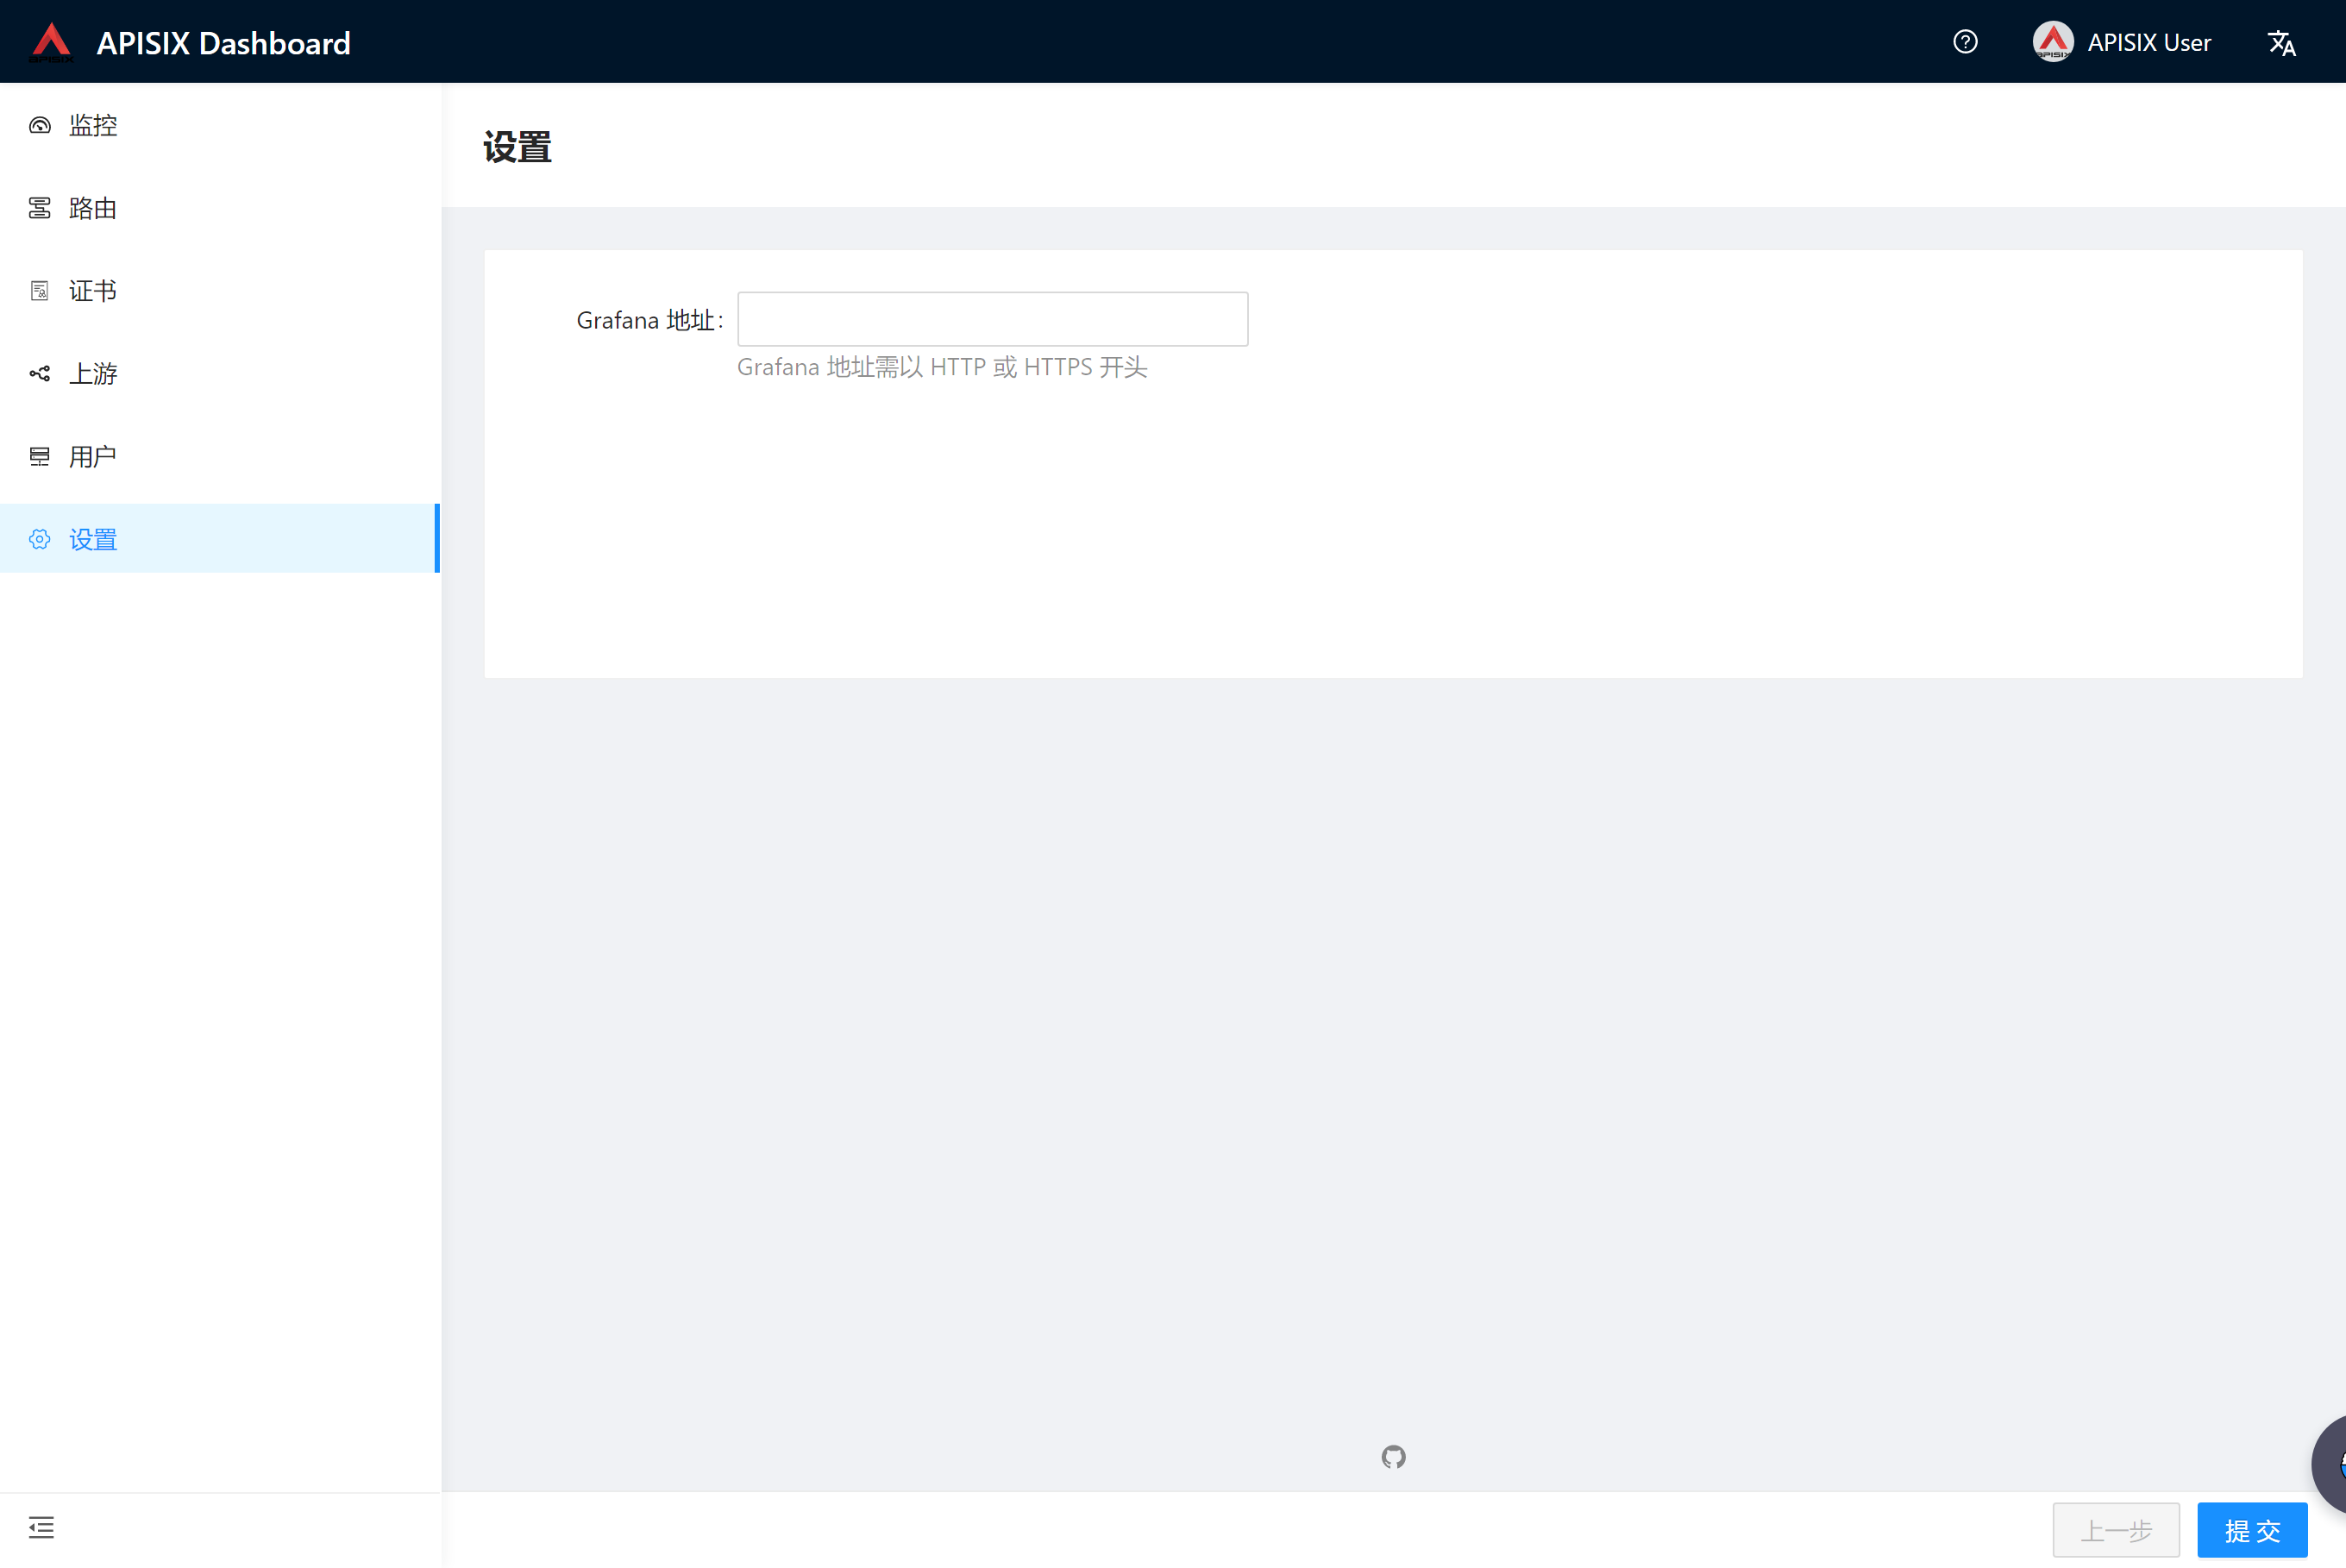 APISIX Dashboard
APISIX User
监控
路由
证书
上游
用户
设置
设置
Grafana 地址:
Grafana 地址需以 HTTP 或 HTTPS 开头
上一步
提交